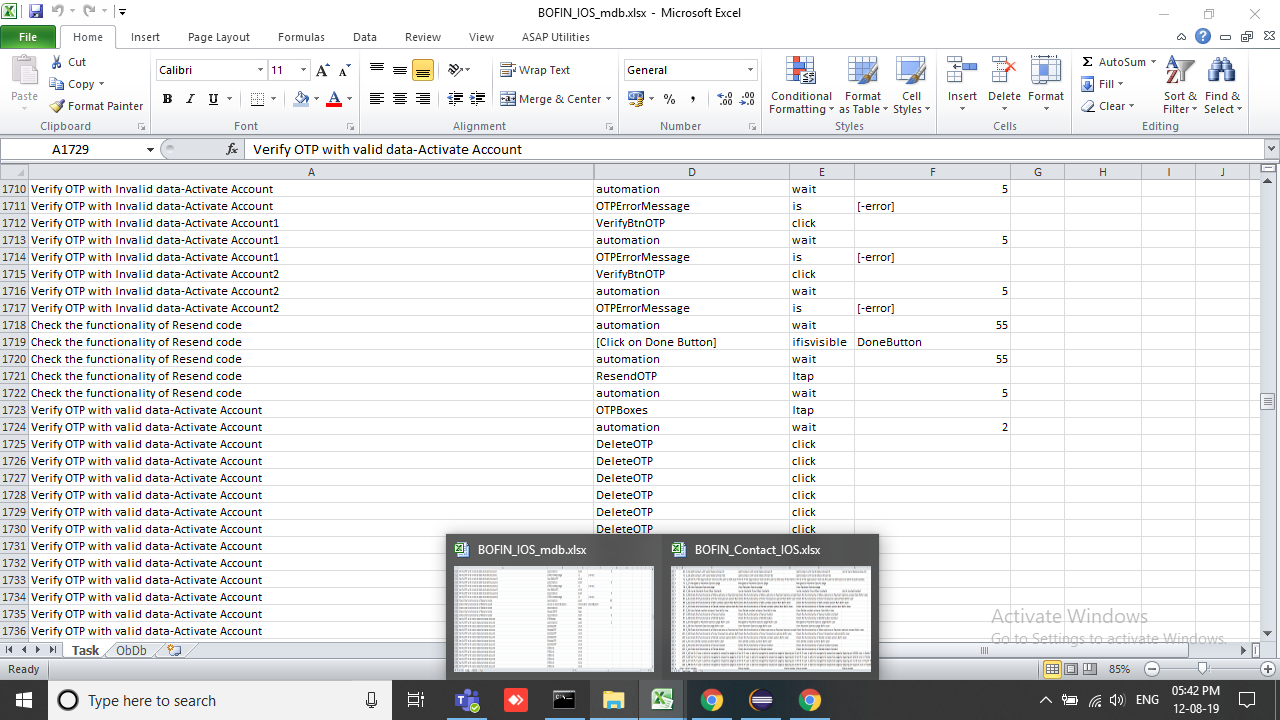 BOFIN_IOS_mdb.xlsx - Microsoft Excel
File Home Insert Page Layout Formulas Data Review View ASAP Utilities
Paste Cut Copy Format Painter Clipboard
Calibri 11 B I U Font
Wrap Text Merge & Center Alignment
General % , Number
Conditional Formatting Format as Table Cell Styles Styles
Insert Delete Format Cells
AutoSum Fill Clear Sort & Filter Find & Select Editing
A1729 fx Verify OTP with valid data-Activate Account
A D E F G H I J
1710 Verify OTP with Invalid data-Activate Account automation wait 5
1711 Verify OTP with Invalid data-Activate Account OTPErrorMessage is [-error]
1712 Verify OTP with Invalid data-Activate Account1 VerifyBtnOTP click
1713 Verify OTP with Invalid data-Activate Account1 automation wait 5
1714 Verify OTP with Invalid data-Activate Account1 OTPErrorMessage is [-error]
1715 Verify OTP with Invalid data-Activate Account2 VerifyBtnOTP click
1716 Verify OTP with Invalid data-Activate Account2 automation wait 5
1717 Verify OTP with Invalid data-Activate Account2 OTPErrorMessage is [-error]
1718 Check the functionality of Resend code automation wait 55
1719 Check the functionality of Resend code [Click on Done Button] ifisvisible DoneButton
1720 Check the functionality of Resend code automation wait 55
1721 Check the functionality of Resend code ResendOTP ltap
1722 Check the functionality of Resend code automation wait 5
1723 Verify OTP with valid data-Activate Account OTPBoxes ltap
1724 Verify OTP with valid data-Activate Account automation wait 2
1725 Verify OTP with valid data-Activate Account DeleteOTP click
1726 Verify OTP with valid data-Activate Account DeleteOTP click
1727 Verify OTP with valid data-Activate Account DeleteOTP click
1728 Verify OTP with valid data-Activate Account DeleteOTP click
1729 Verify OTP with valid data-Activate Account DeleteOTP click
1730 Verify OTP with valid data-Activate Account DeleteOTP click
1731 Verify OTP with valid data-Activate Account
1732 Verify OTP with valid data-Activate Account
1733 Verify OTP with valid data-Activate Account
1734 Verify OTP with valid data-Activate Account
1735 Verify OTP with valid data-Activate Account
1736 Verify OTP with valid data-Activate Account
BOFIN_IOS_mdb.xlsx BOFIN_Contact_IOS.xlsx
Activate Windows
Go to Settings to activate Windows.
Task ObDb
Ready 85%
Type here to search
ENG 05:42 PM
12-08-19